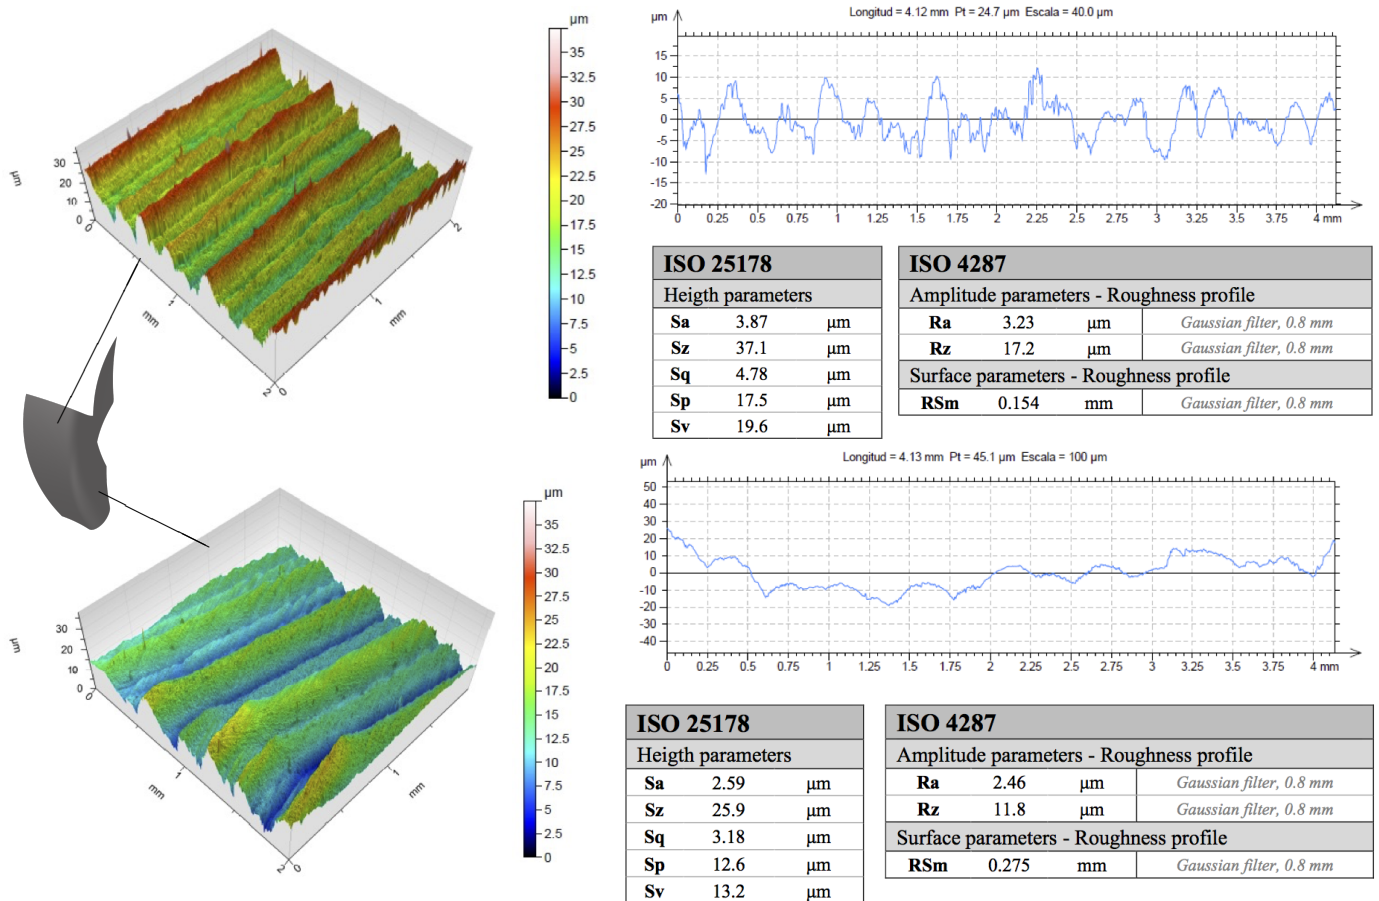 µm
35
32.5
30
27.5
25
22.5
20
17.5
15
12.5
10
7.5
5
2.5
0
µm
30
20
10
0
0
1
mm
2
0
1
mm
2
Longitud = 4.12 mm Pt = 24.7 µm Escala = 40.0 µm
µm
15
10
5
0
-5
-10
-15
-20
0 0.25 0.5 0.75 1 1.25 1.5 1.75 2 2.25 2.5 2.75 3 3.25 3.5 3.75 4 mm
ISO 25178
Heigth parameters
Sa 3.87 µm
Sz 37.1 µm
Sq 4.78 µm
Sp 17.5 µm
Sv 19.6 µm
ISO 4287
Amplitude parameters - Roughness profile
Ra 3.23 µm Gaussian filter, 0.8 mm
Rz 17.2 µm Gaussian filter, 0.8 mm
Surface parameters - Roughness profile
RSm 0.154 mm Gaussian filter, 0.8 mm
µm
35
32.5
30
27.5
25
22.5
20
17.5
15
12.5
10
7.5
5
2.5
0
µm
30
20
10
0
0
1
mm
2
0
1
mm
Longitud = 4.13 mm Pt = 45.1 µm Escala = 100 µm
µm
50
40
30
20
10
0
-10
-20
-30
-40
0 0.25 0.5 0.75 1 1.25 1.5 1.75 2 2.25 2.5 2.75 3 3.25 3.5 3.75 4 mm
ISO 25178
Heigth parameters
Sa 2.59 µm
Sz 25.9 µm
Sq 3.18 µm
Sp 12.6 µm
Sv 13.2 µm
ISO 4287
Amplitude parameters - Roughness profile
Ra 2.46 µm Gaussian filter, 0.8 mm
Rz 11.8 µm Gaussian filter, 0.8 mm
Surface parameters - Roughness profile
RSm 0.275 mm Gaussian filter, 0.8 mm